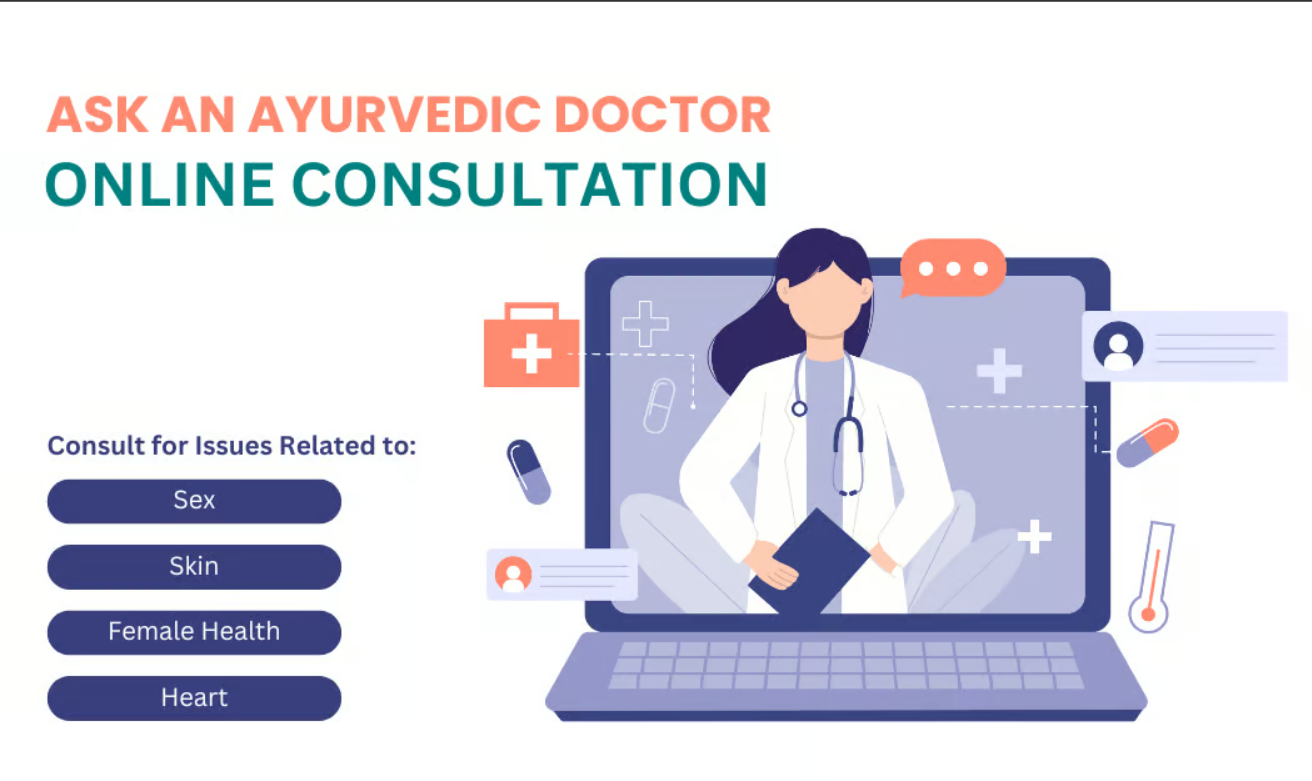 ASK AN AYURVEDIC DOCTOR
ONLINE CONSULTATION
Consult for Issues Related to:
Sex
Skin
Female Health
Heart